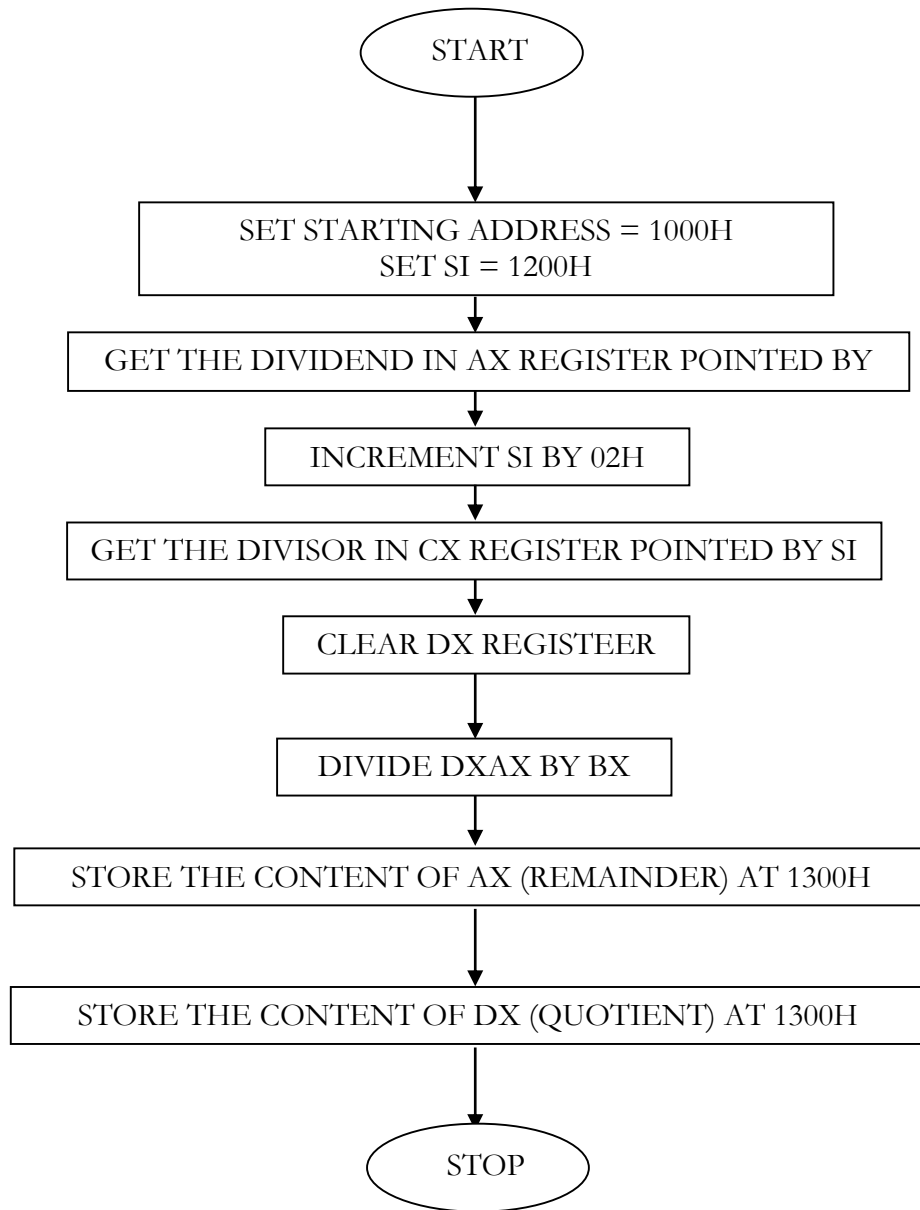 START
SET STARTING ADDRESS = 1000H
SET SI = 1200H
GET THE DIVIDEND IN AX REGISTER POINTED BY
INCREMENT SI BY 02H
GET THE DIVISOR IN CX REGISTER POINTED BY SI
CLEAR DX REGISTEER
DIVIDE DXAX BY BX
STORE THE CONTENT OF AX (REMAINDER) AT 1300H
STORE THE CONTENT OF DX (QUOTIENT) AT 1300H
STOP